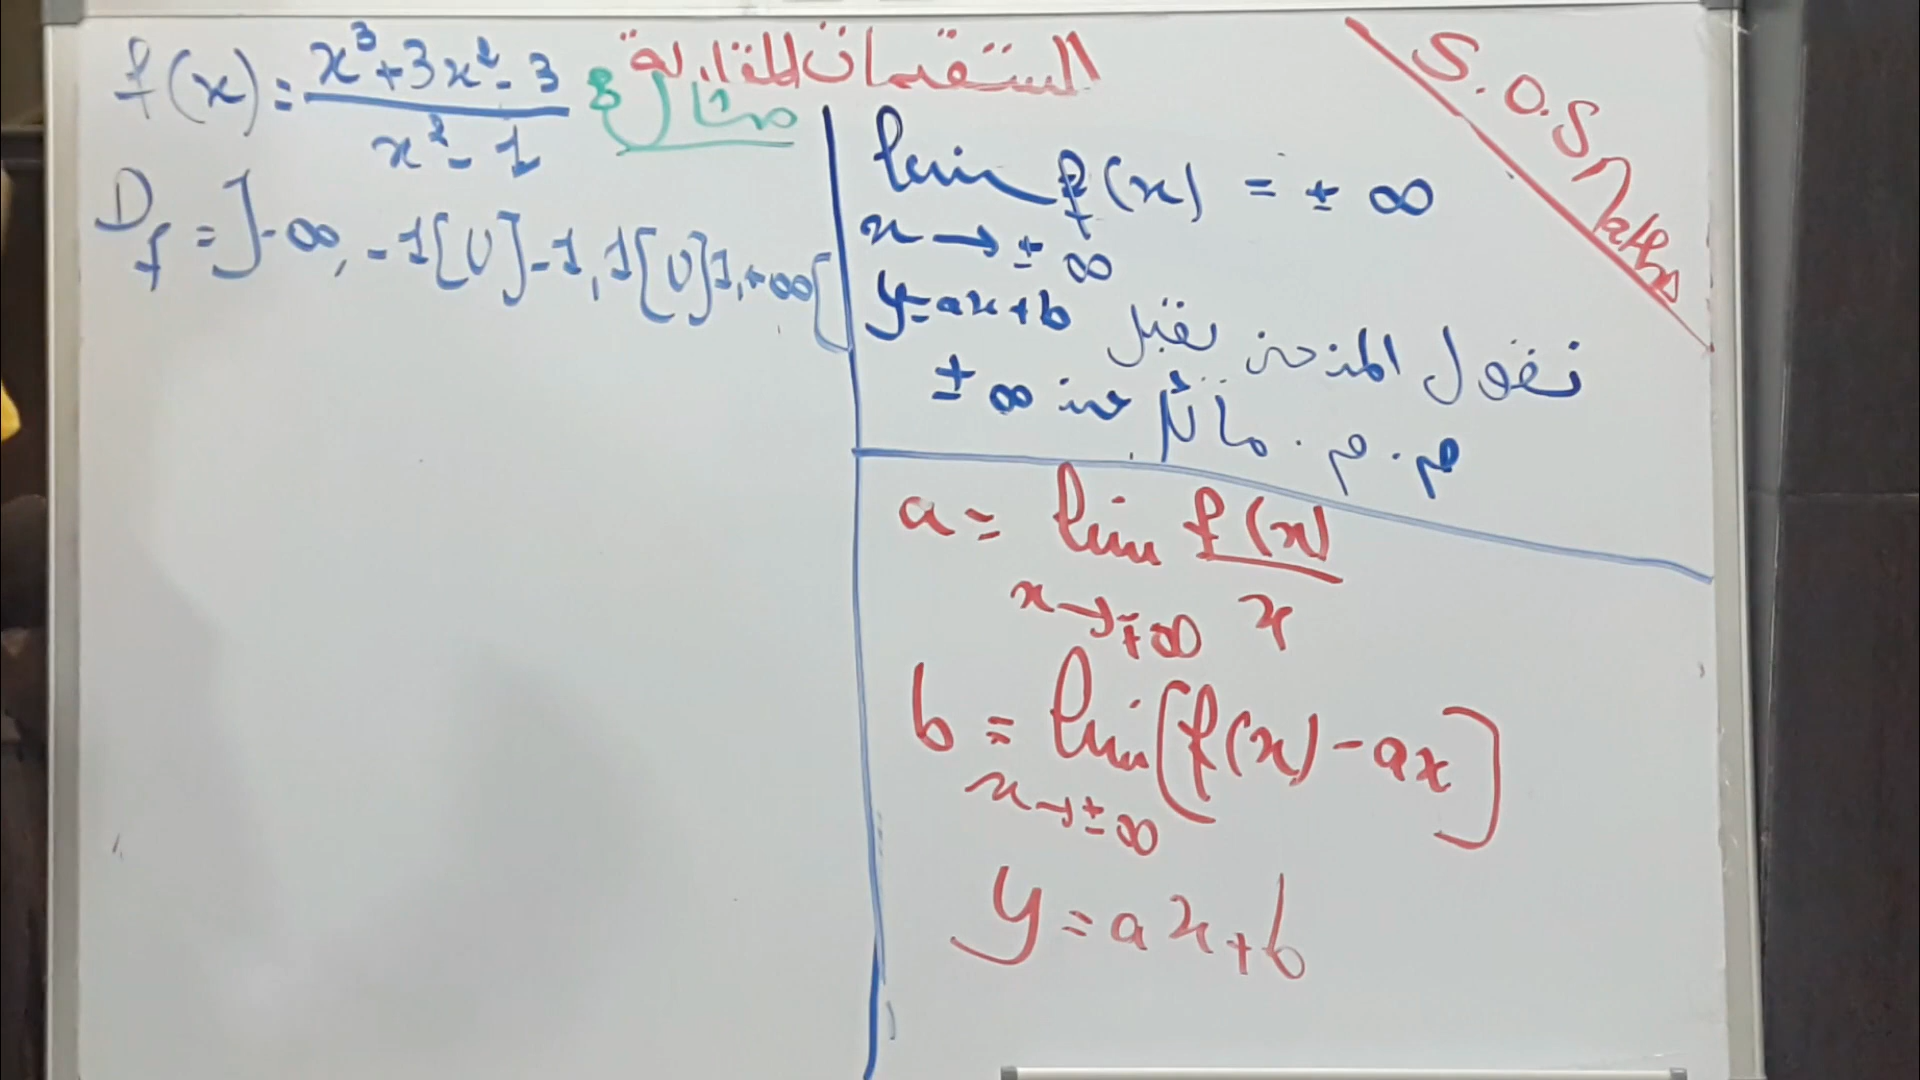 المستقيمات المقاربة
S.O.S Maths
مثال 3
f(x) = (x³+3x²-3)/(x²-1)
D_f = ]-∞,-1[ U ]-1,1[ U ]1,+∞[
lim f(x) = ±∞
x→±∞
نقول المنحنى يقبل y=ax+b
م.م. مائل عند ±∞
a = lim f(x)/x
x→±∞
b = lim [f(x)-ax]
x→±∞
y=ax+b